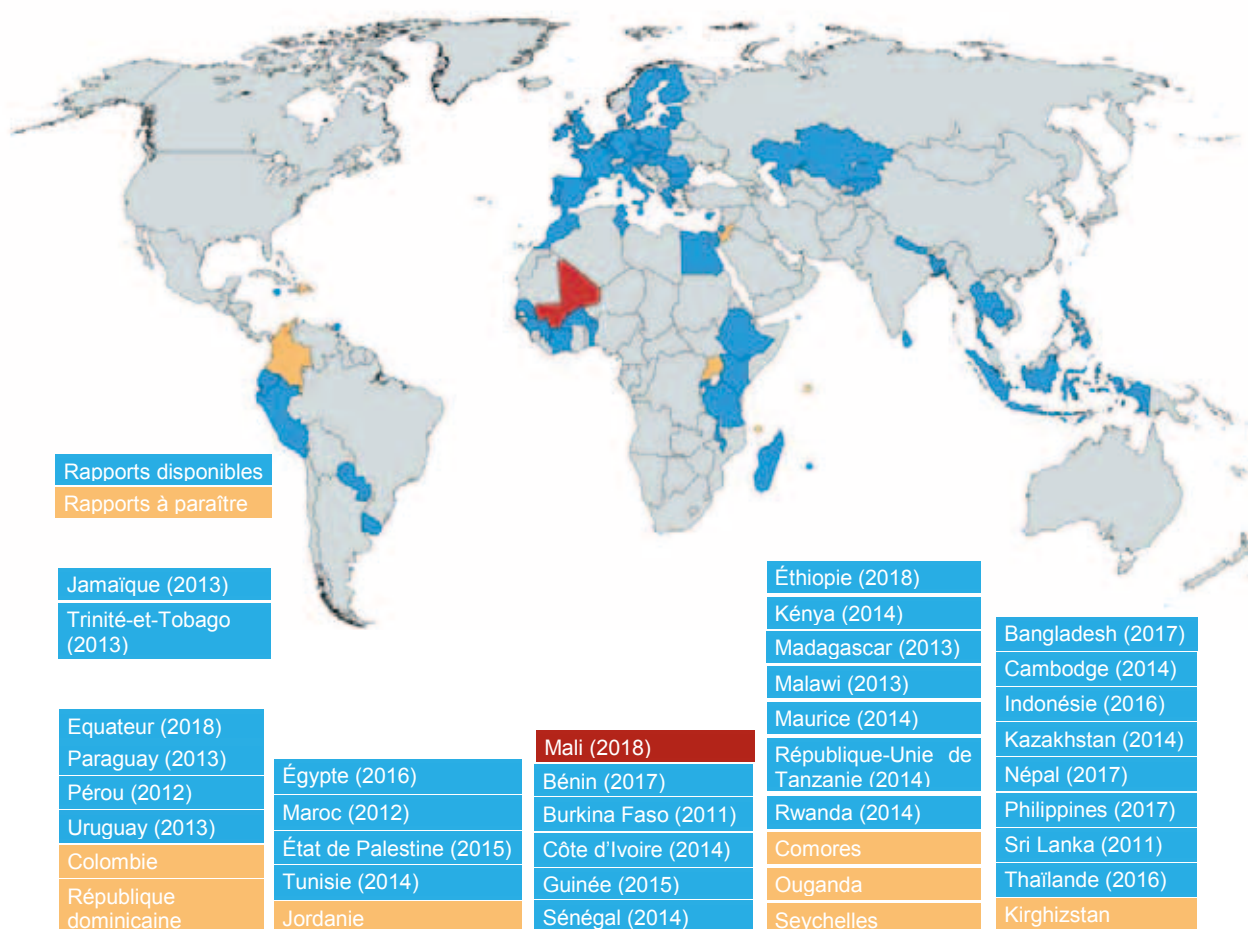 Rapports disponibles
Rapports à paraître
Jamaïque (2013)
Trinité-et-Tobago
(2013)
Equateur (2018)
Paraguay (2013)
Pérou (2012)
Uruguay (2013)
Colombie
République
dominicaine
Égypte (2016)
Maroc (2012)
État de Palestine (2015)
Tunisie (2014)
Jordanie
Mali (2018)
Bénin (2017)
Burkina Faso (2011)
Côte d'Ivoire (2014)
Guinée (2015)
Sénégal (2014)
Éthiopie (2018)
Kénya (2014)
Madagascar (2013)
Malawi (2013)
Maurice (2014)
République-Unie de
Tanzanie (2014)
Rwanda (2014)
Comores
Ouganda
Seychelles
Bangladesh (2017)
Cambodge (2014)
Indonésie (2016)
Kazakhstan (2014)
Népal (2017)
Philippines (2017)
Sri Lanka (2011)
Thaïlande (2016)
Kirghizstan